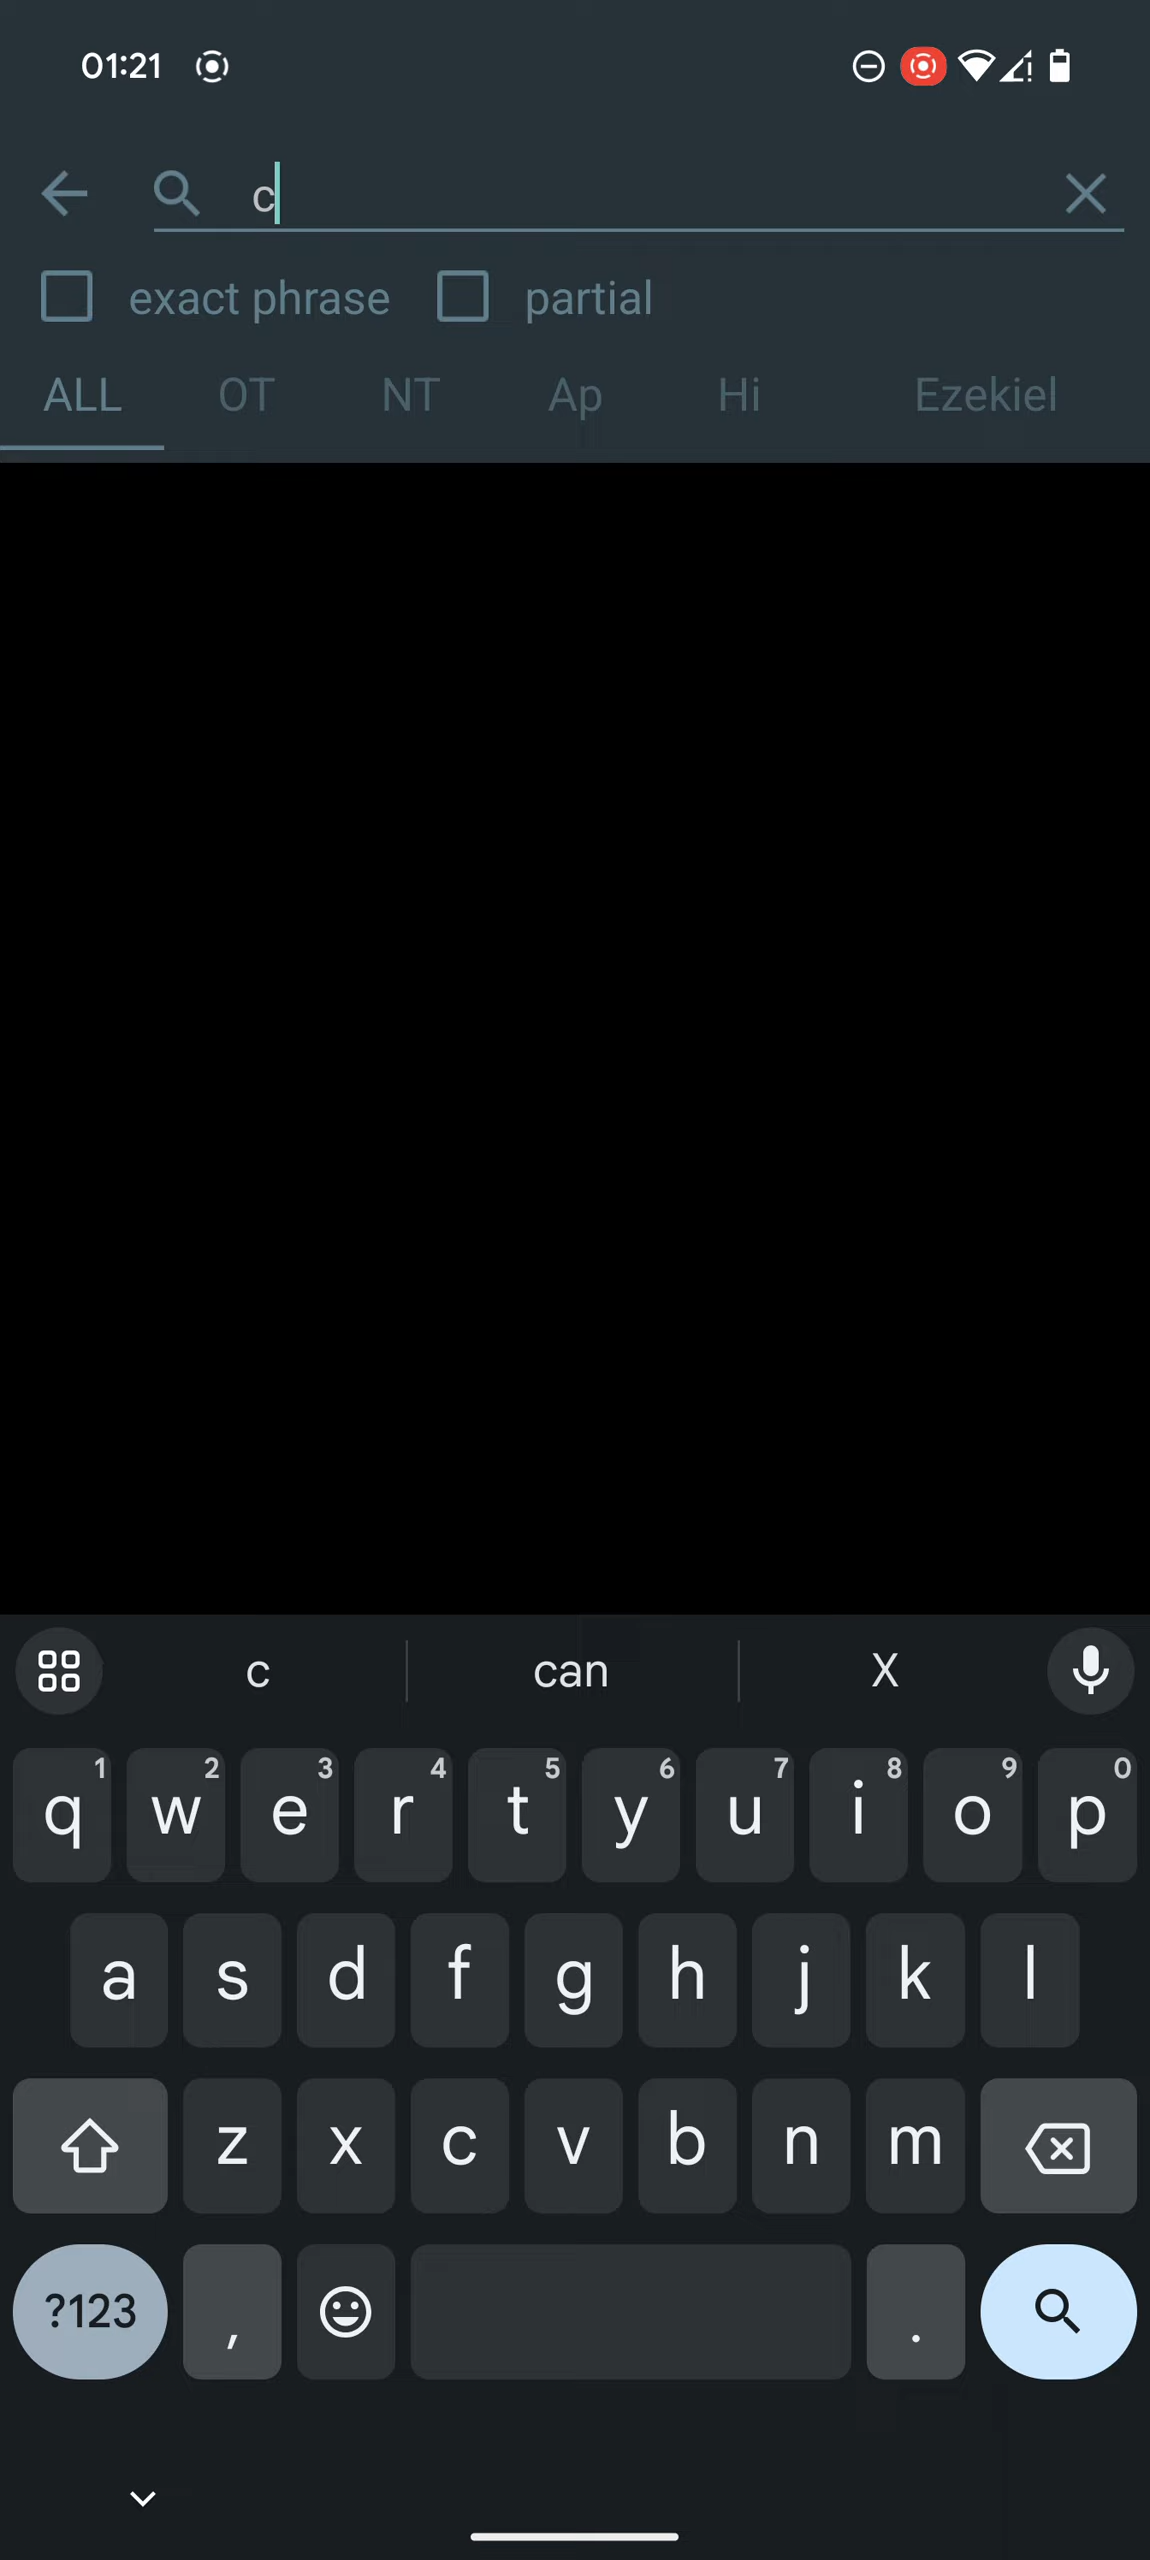 01:21
c
exact phrase partial
ALL OT NT Ap Hi Ezekiel
c can X
1 2 3 4 5 6 7 8 9 0
q w e r t y u i o p
a s d f g h j k l
z x c v b n m
?123 , .